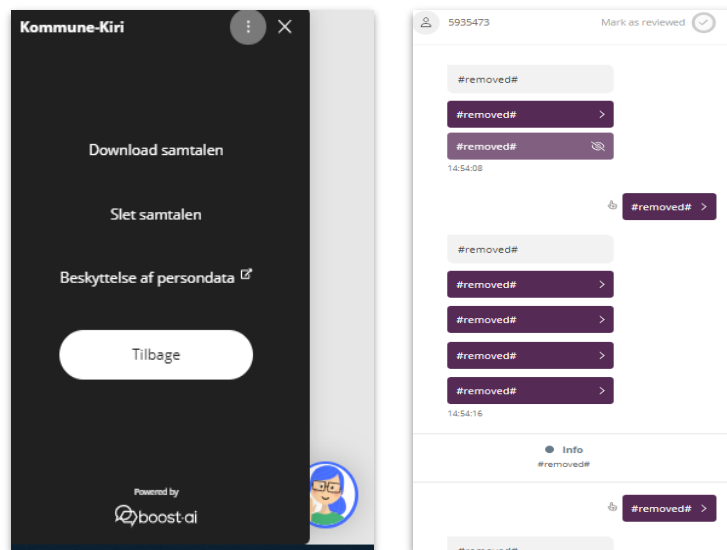 Kommune-Kiri
Download samtalen
Slet samtalen
Beskyttelse af persondata
Tilbage
Powered by
boost·ai
5935473
Mark as reviewed
#removed#
#removed#
#removed#
14:54:08
#removed#
#removed#
#removed#
#removed#
#removed#
#removed#
14:54:16
Info
#removed#
#removed#
#removed#